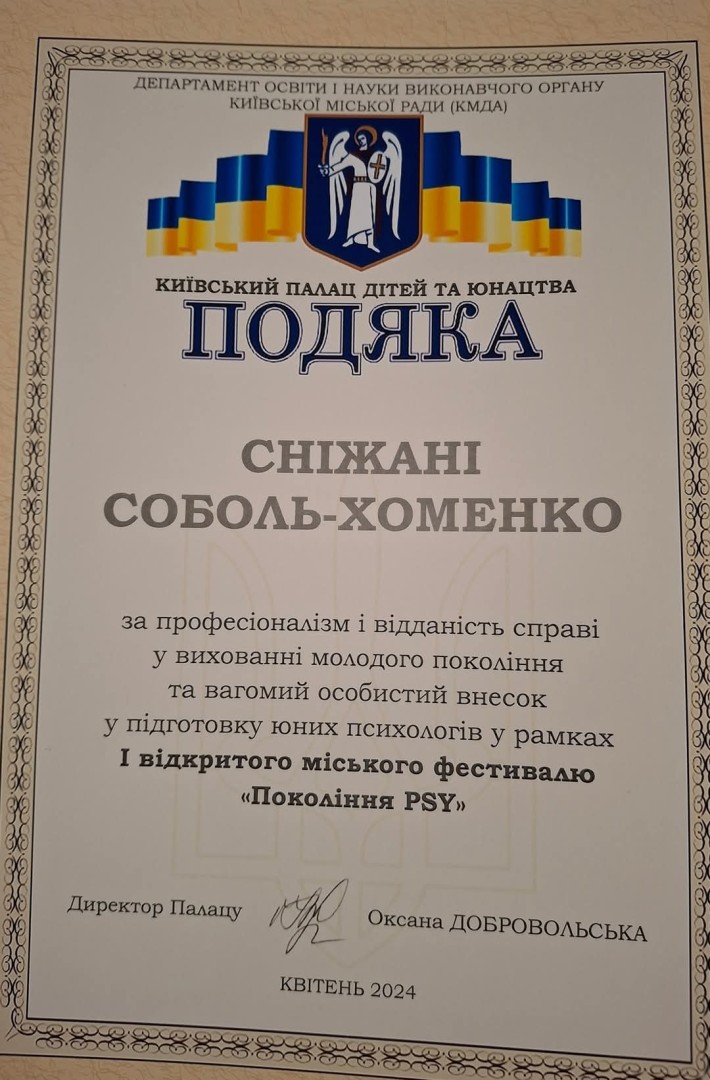 ДЕПАРТАМЕНТ ОСВІТИ І НАУКИ ВИКОНАВЧОГО ОРГАНУ
КИЇВСЬКОЇ МІСЬКОЇ РАДИ (КМДА)
КИЇВСЬКИЙ ПАЛАЦ ДІТЕЙ ТА ЮНАЦТВА
ПОДЯКА
СНІЖАНІ
СОБОЛЬ-ХОМЕНКО
за професіоналізм і відданість справі
у вихованні молодого покоління
та вагомий особистий внесок
у підготовку юних психологів у рамках
І відкритого міського фестивалю
«Покоління PSY»
Директор Палацу Оксана ДОБРОВОЛЬСЬКА
КВІТЕНЬ 2024